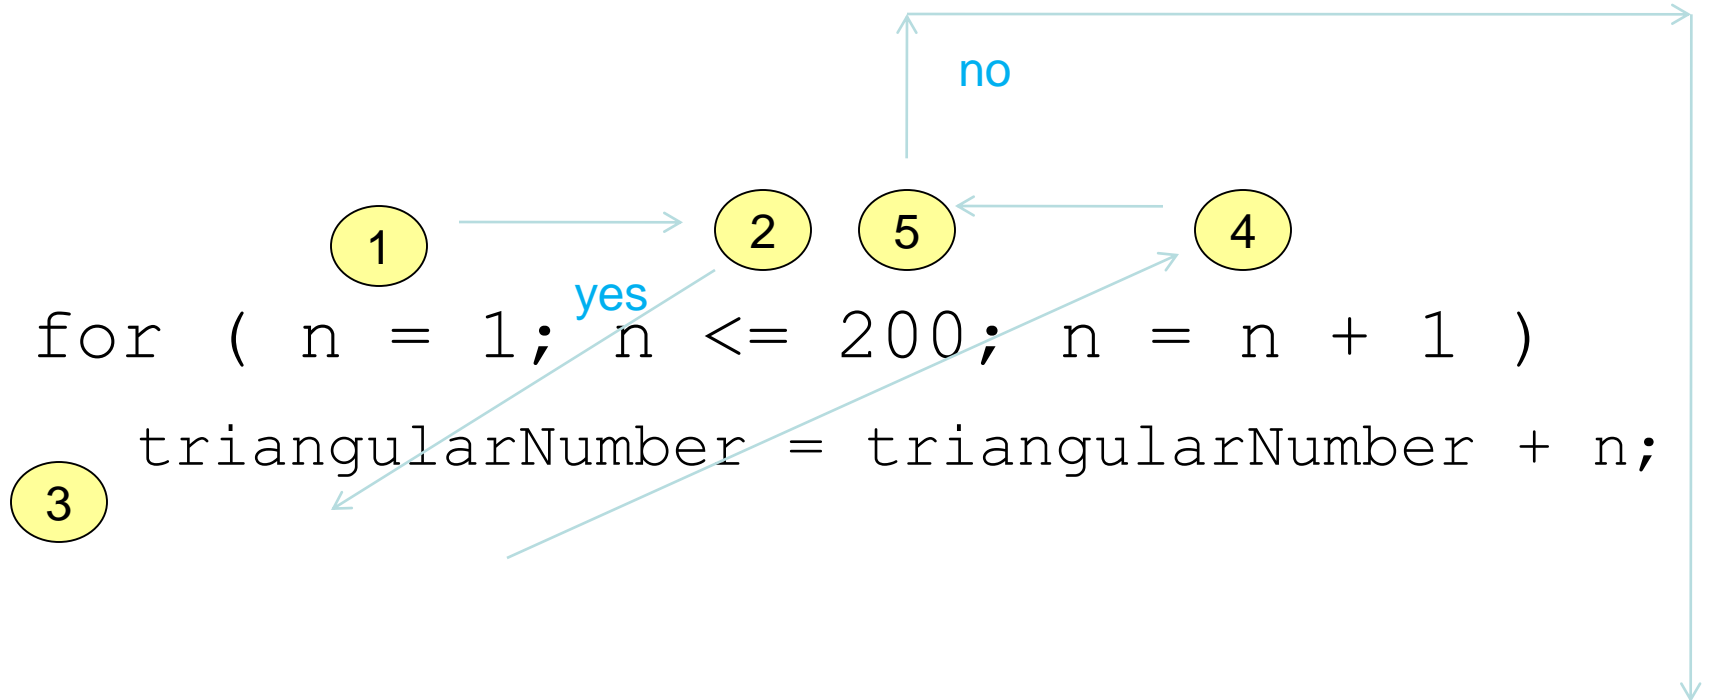 no
1 2 5 4
yes
for ( n = 1; n <= 200; n = n + 1 )
triangularNumber = triangularNumber + n;
3